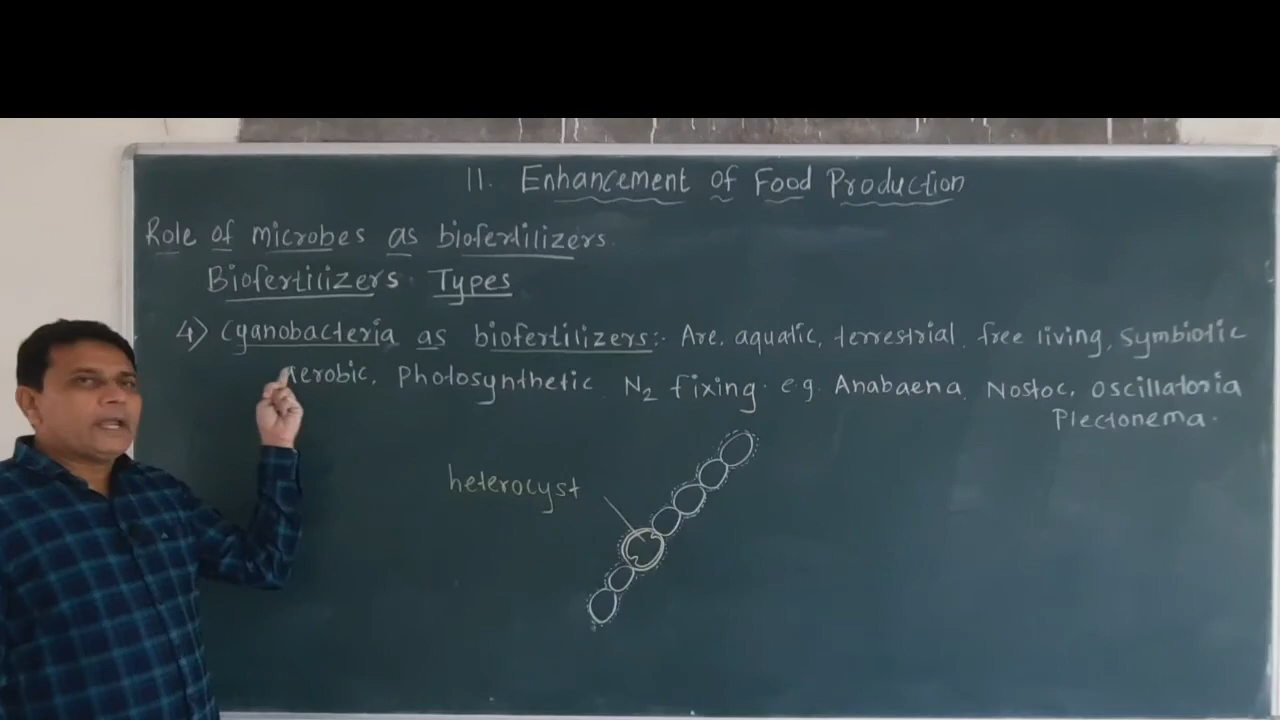 11. Enhancement of Food Production
Role of microbes as biofertilizers.
Biofertilizers. Types
4) Cyanobacteria as biofertilizers:- Are, aquatic, terrestrial, free living, Symbiotic
aerobic, Photosynthetic N₂ fixing. e.g. Anabaena, Nostoc, Oscillatoria
Plectonema.
heterocyst